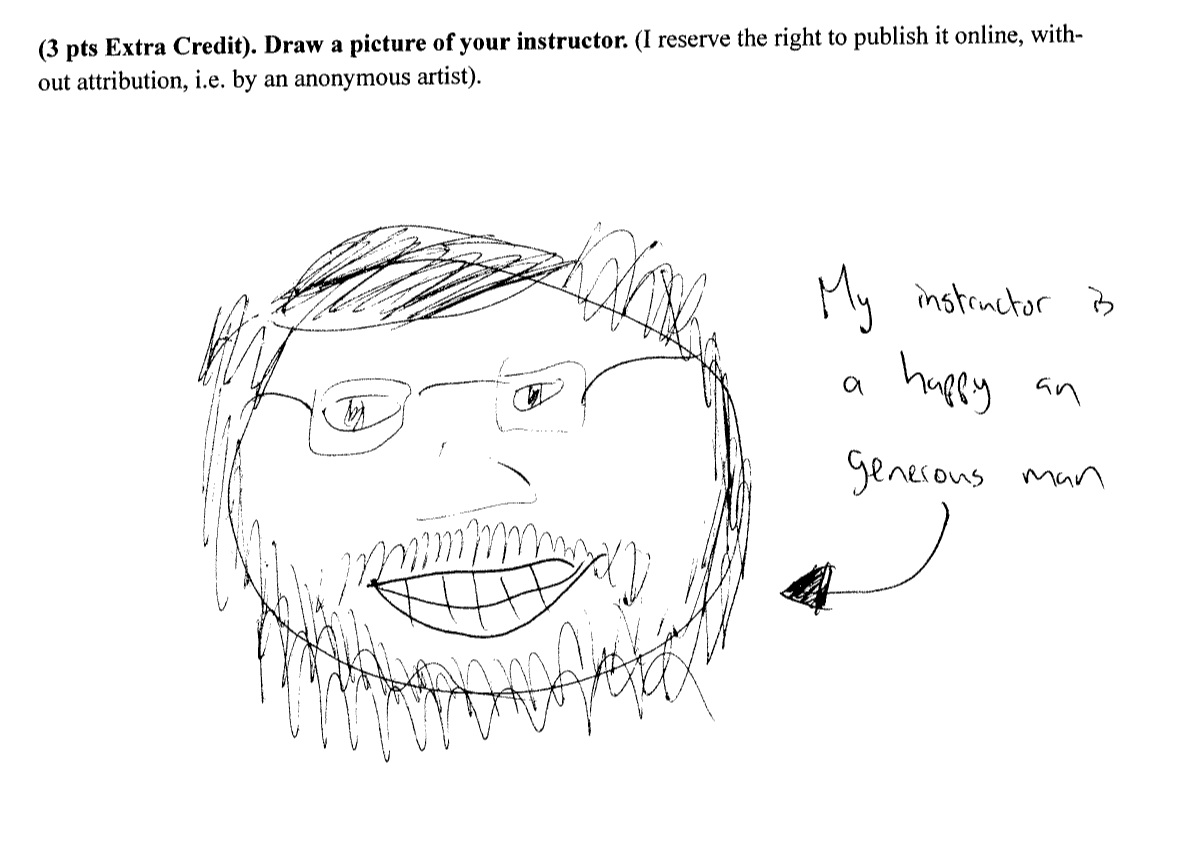 (3 pts Extra Credit). Draw a picture of your instructor. (I reserve the right to publish it online, with-
out attribution, i.e. by an anonymous artist).
My instructor is
a happy an
generous man